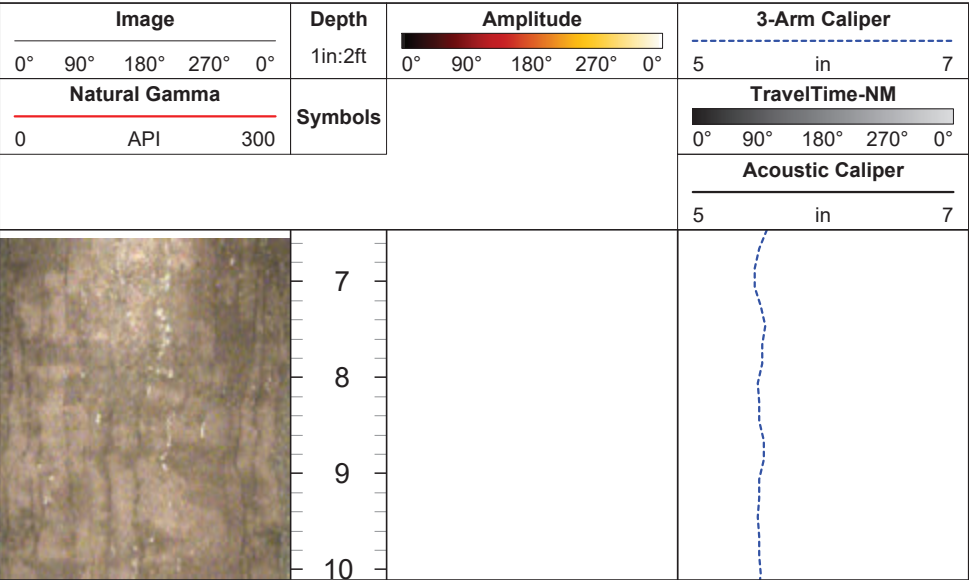 Image
0° 90° 180° 270° 0°
Depth
1in:2ft
Amplitude
0° 90° 180° 270° 0°
3-Arm Caliper
5 in 7
Natural Gamma
0 API 300
Symbols
TravelTime-NM
0° 90° 180° 270° 0°
Acoustic Caliper
5 in 7
7
8
9
10